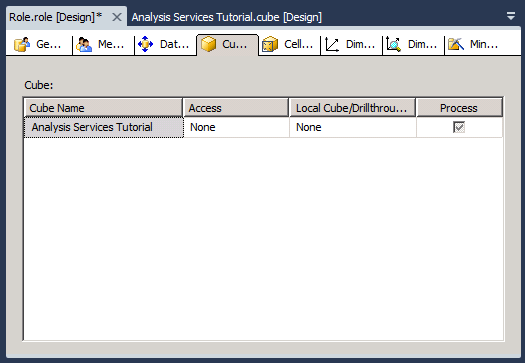 Role.role [Design]* Analysis Services Tutorial.cube [Design]
Ge... Me... Dat... Cu... Cell... Dim... Dim... Min...
Cube:
Cube Name Access Local Cube/Drillthrou... Process
Analysis Services Tutorial None None